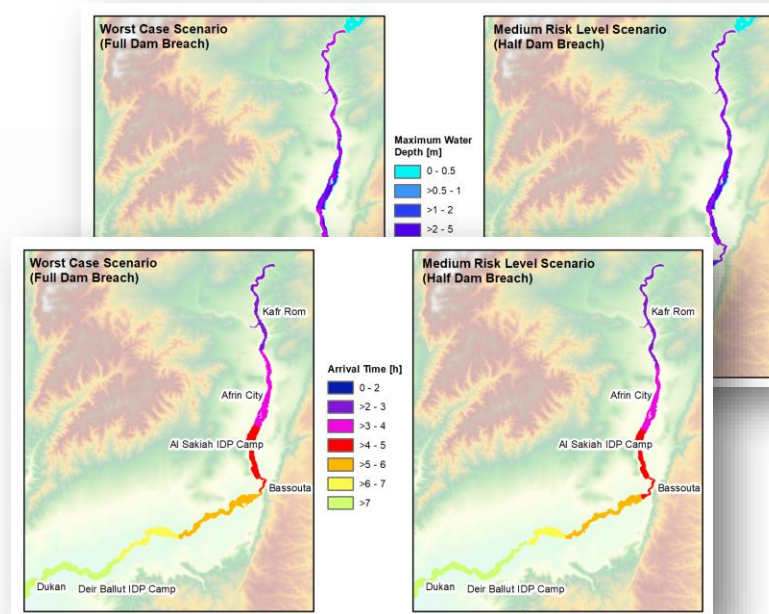 Worst Case Scenario
(Full Dam Breach)
Medium Risk Level Scenario
(Half Dam Breach)
Maximum Water
Depth [m]
0 - 0.5
>0.5 - 1
>1 - 2
>2 - 5
Worst Case Scenario
(Full Dam Breach)
Kafr Rom
Afrin City
Al Sakiah IDP Camp
Bassouta
Dukan
Deir Ballut IDP Camp
Arrival Time [h]
0 - 2
>2 - 3
>3 - 4
>4 - 5
>5 - 6
>6 - 7
>7
Medium Risk Level Scenario
(Half Dam Breach)
Kafr Rom
Afrin City
Al Sakiah IDP Camp
Bassouta
Dukan
Deir Ballut IDP Camp